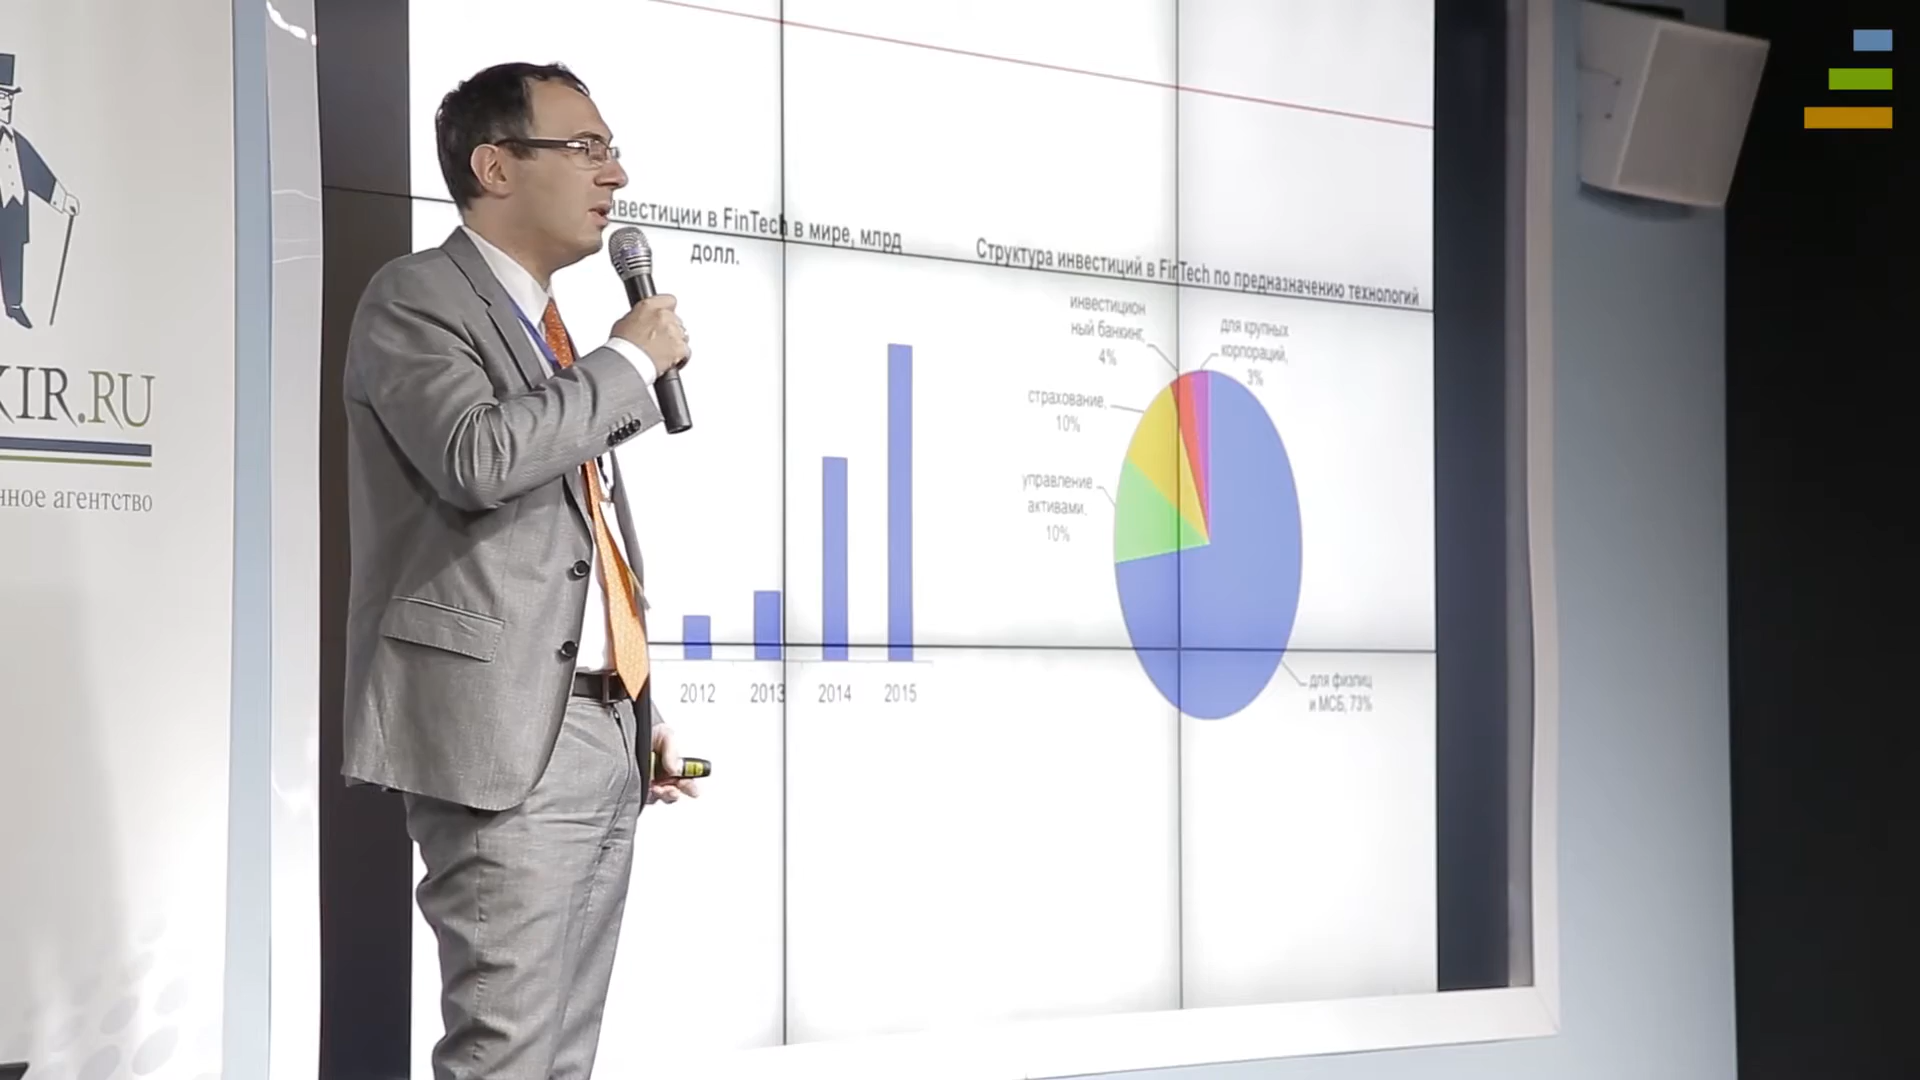 KIR.RU
нное агентство
нвестиции в FinTech в мире, млрд
долл.
2012 2013 2014 2015
Структура инвестиций в FinTech по предназначению технологий
инвестицион
ный банкинг,
4%
для крупных
корпораций,
3%
страхование,
10%
управление
активами,
10%
для физлиц
и МСБ, 73%